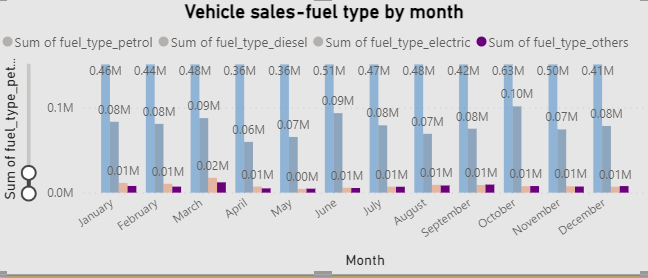 Vehicle sales-fuel type by month
Sum of fuel_type_petrol Sum of fuel_type_diesel Sum of fuel_type_electric Sum of fuel_type_others
Sum of fuel_type_pet...
0.1M
0.0M
0.46M 0.44M 0.48M 0.36M 0.36M 0.51M 0.47M 0.48M 0.42M 0.63M 0.50M 0.41M
0.08M 0.08M 0.09M 0.06M 0.07M 0.09M 0.08M 0.07M 0.08M 0.10M 0.07M 0.08M
0.01M 0.01M 0.02M 0.01M 0.00M 0.01M 0.01M 0.01M 0.01M 0.01M 0.01M 0.01M
January February March April May June July August September October November December
Month